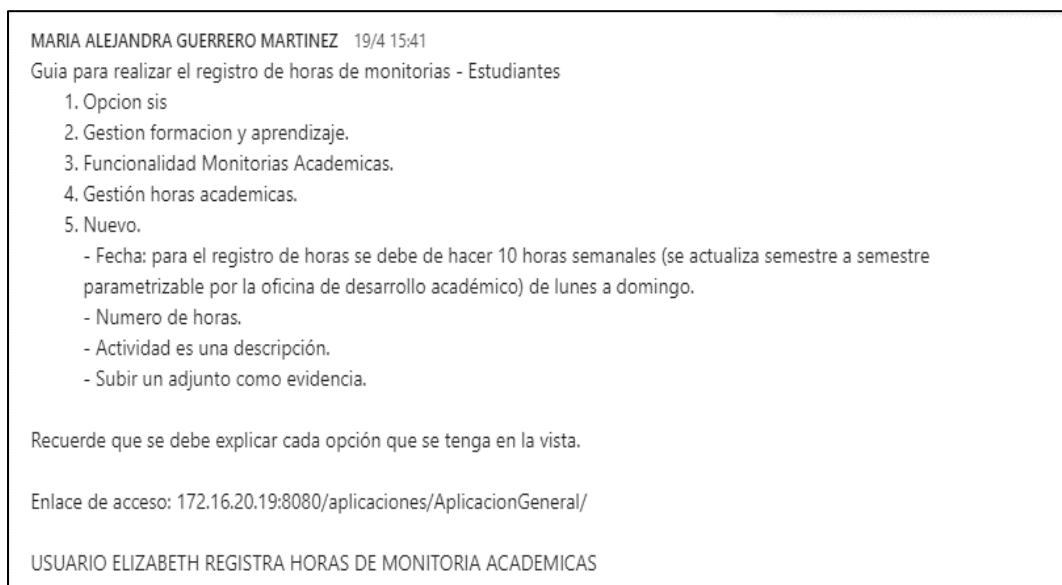 MARIA ALEJANDRA GUERRERO MARTINEZ 19/4 15:41
Guia para realizar el registro de horas de monitorias - Estudiantes
1. Opcion sis
2. Gestion formacion y aprendizaje.
3. Funcionalidad Monitorias Academicas.
4. Gestión horas academicas.
5. Nuevo.
- Fecha: para el registro de horas se debe de hacer 10 horas semanales (se actualiza semestre a semestre
parametrizable por la oficina de desarrollo académico) de lunes a domingo.
- Numero de horas.
- Actividad es una descripción.
- Subir un adjunto como evidencia.
Recuerde que se debe explicar cada opción que se tenga en la vista.
Enlace de acceso: 172.16.20.19:8080/aplicaciones/AplicacionGeneral/
USUARIO ELIZABETH REGISTRA HORAS DE MONITORIA ACADEMICAS